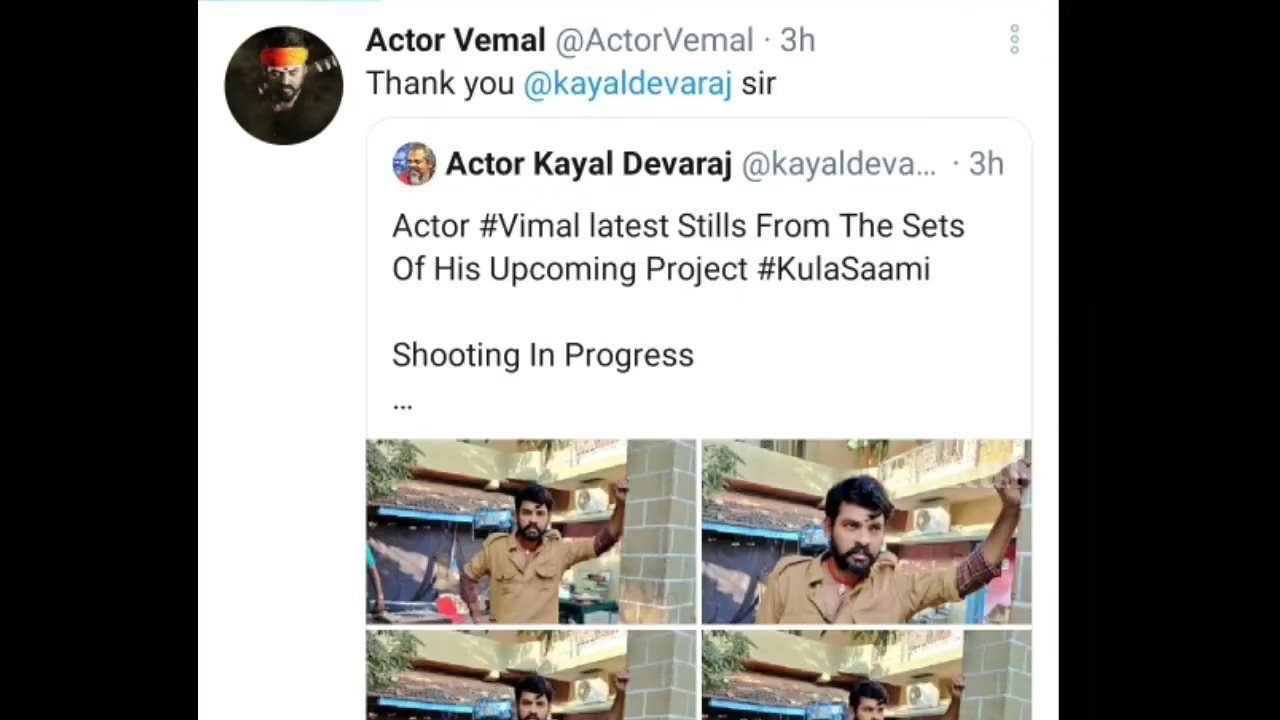 Actor Vemal @ActorVemal · 3h
Thank you @kayaldevaraj sir
Actor Kayal Devaraj @kayaldeva... · 3h
Actor #Vimal latest Stills From The Sets
Of His Upcoming Project #KulaSaami
Shooting In Progress
...